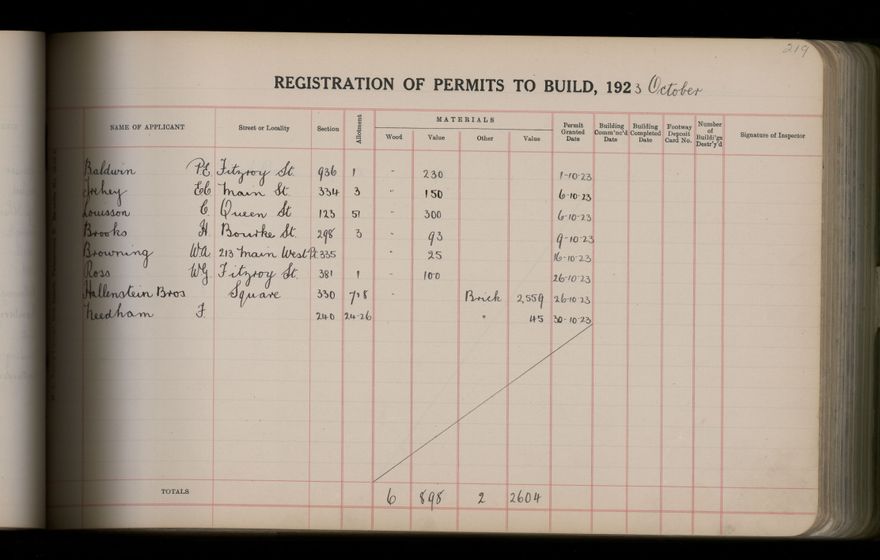 219
REGISTRATION OF PERMITS TO BUILD, 1923 October
NAME OF APPLICANT Street or Locality Section Allotment MATERIALS Wood Value Other Value Permit Granted Date Building Comm'nc'd Date Building Completed Date Footway Deposit Card No. Number of Build'gs Destr'y'd Signature of Inspector
Baldwin P.E. Fitzroy St. 936 1 " 230 1-10-23
Trehey E.C. Main St. 334 3 " 150 6-10-23
Louisson C. Queen St 125 51 " 300 6-10-23
Brooks H. Bourke St. 298 3 " 93 9-10-23
Browning W.A. 213 Main West Pt. 335 " 25 16-10-23
Ross W.G. Fitzroy St. 381 1 " 100 26-10-23
Hallenstein Bros Square 330 7+8 " Brick 2,559 26-10-23
Needham F. 240 24-26 " 45 30-10-23
TOTALS 6 898 2 2604